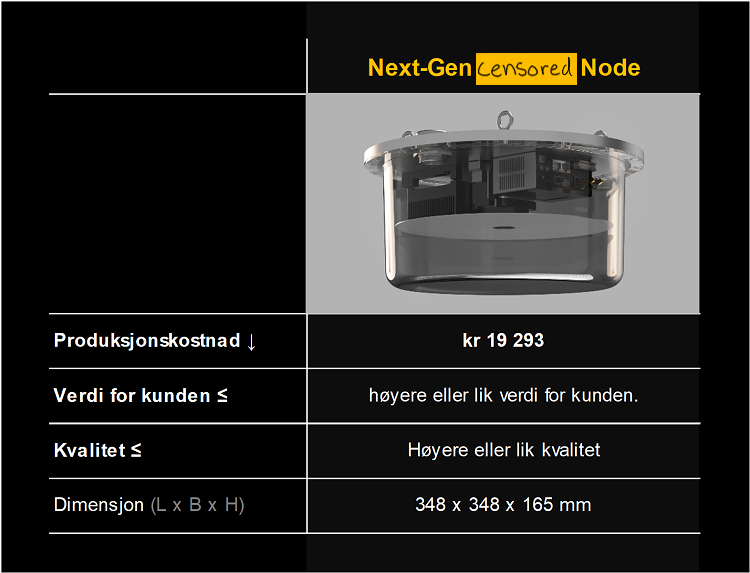 Next-Gen censored Node
Produksjonskostnad ↓ kr 19 293
Verdi for kunden ≤ høyere eller lik verdi for kunden.
Kvalitet ≤ Høyere eller lik kvalitet
Dimensjon (L x B x H) 348 x 348 x 165 mm